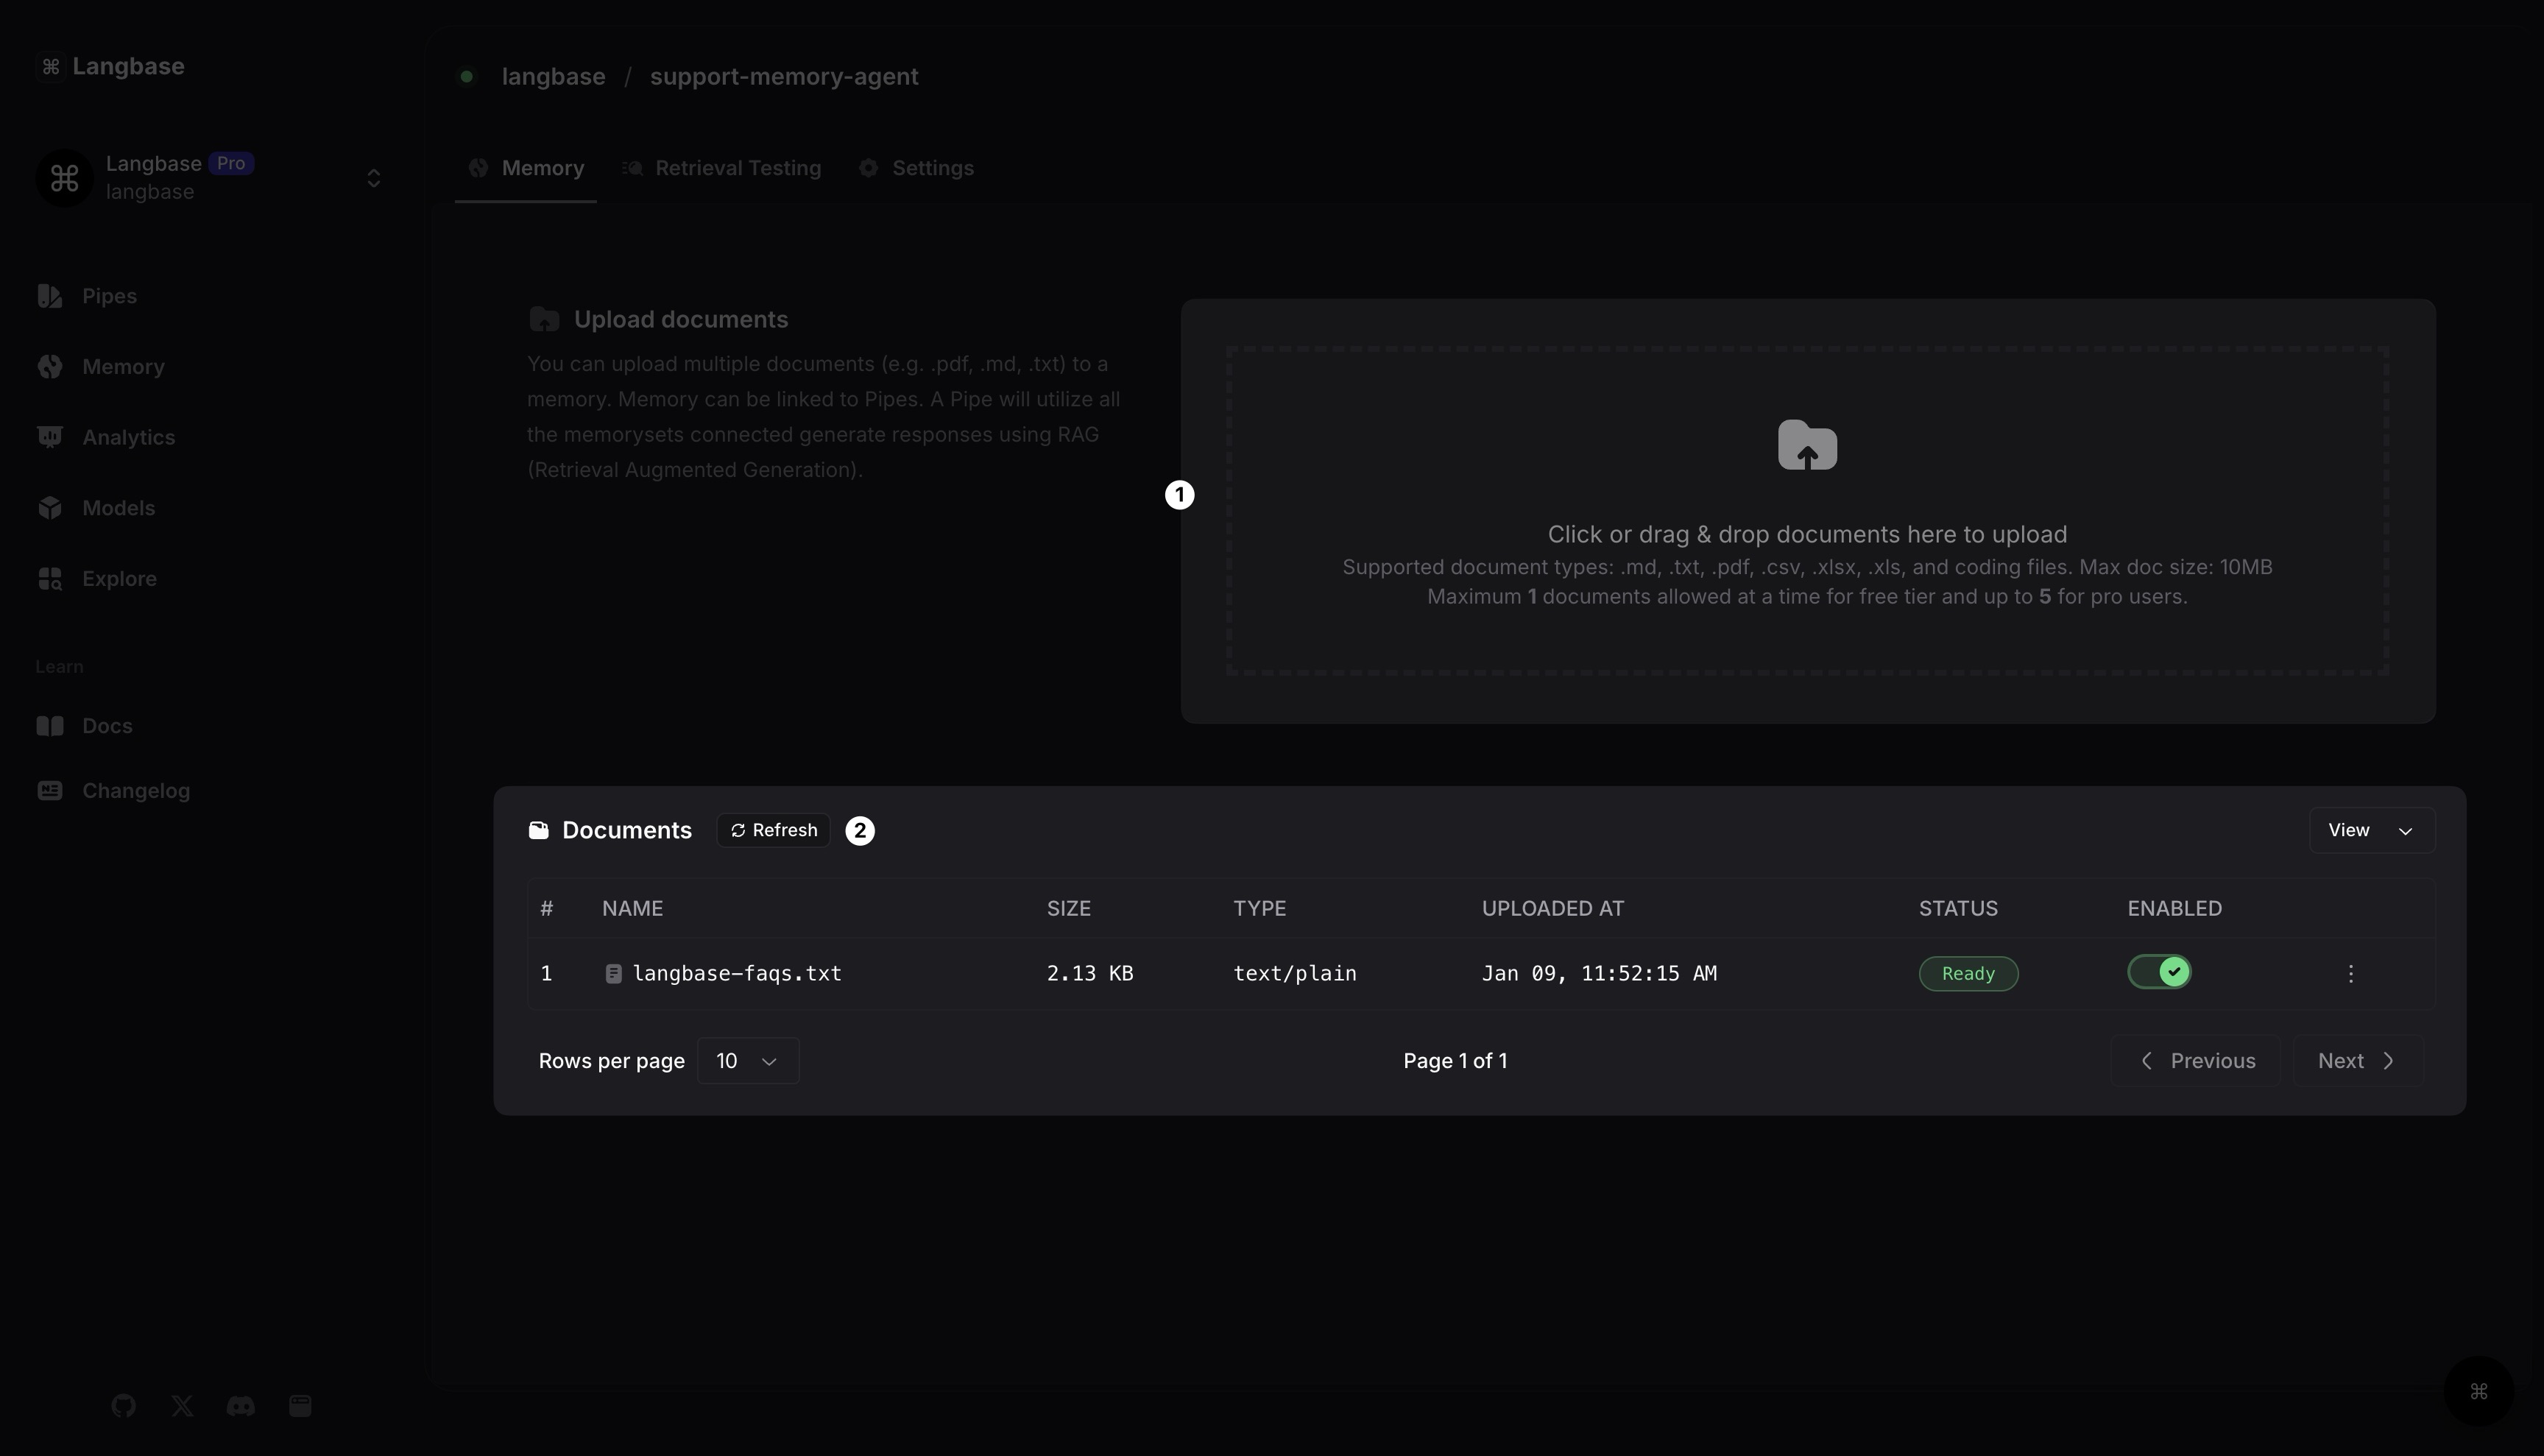 Langbase
Langbase Pro
langbase
Pipes
Memory
Analytics
Models
Explore
Learn
Docs
Changelog
langbase / support-memory-agent
Memory
Retrieval Testing
Settings
Upload documents
You can upload multiple documents (e.g. .pdf, .md, .txt) to a
memory. Memory can be linked to Pipes. A Pipe will utilize all
the memorysets connected generate responses using RAG
(Retrieval Augmented Generation).
1
Click or drag & drop documents here to upload
Supported document types: .md, .txt, .pdf, .csv, .xlsx, .xls, and coding files. Max doc size: 10MB
Maximum 1 documents allowed at a time for free tier and up to 5 for pro users.
Documents Refresh 2 View
# NAME SIZE TYPE UPLOADED AT STATUS ENABLED
1 langbase-faqs.txt 2.13 KB text/plain Jan 09, 11:52:15 AM Ready
Rows per page 10 Page 1 of 1 Previous Next